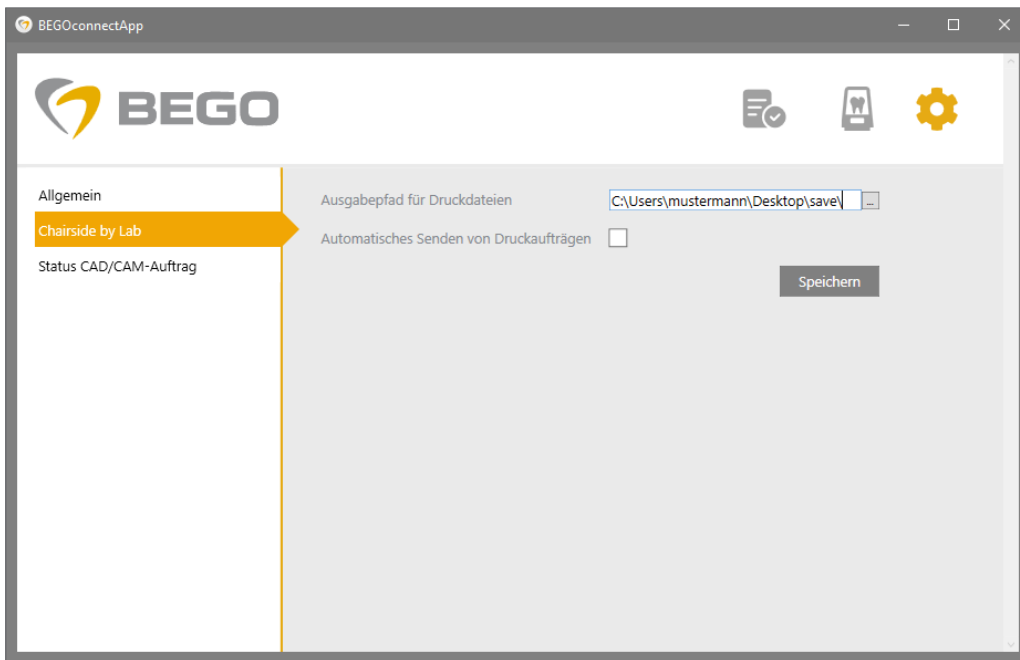 BEGOconnectApp
BEGO
Allgemein
Chairside by Lab
Status CAD/CAM-Auftrag
Ausgabepfad für Druckdateien C:\Users\mustermann\Desktop\save\ ...
Automatisches Senden von Druckaufträgen
Speichern